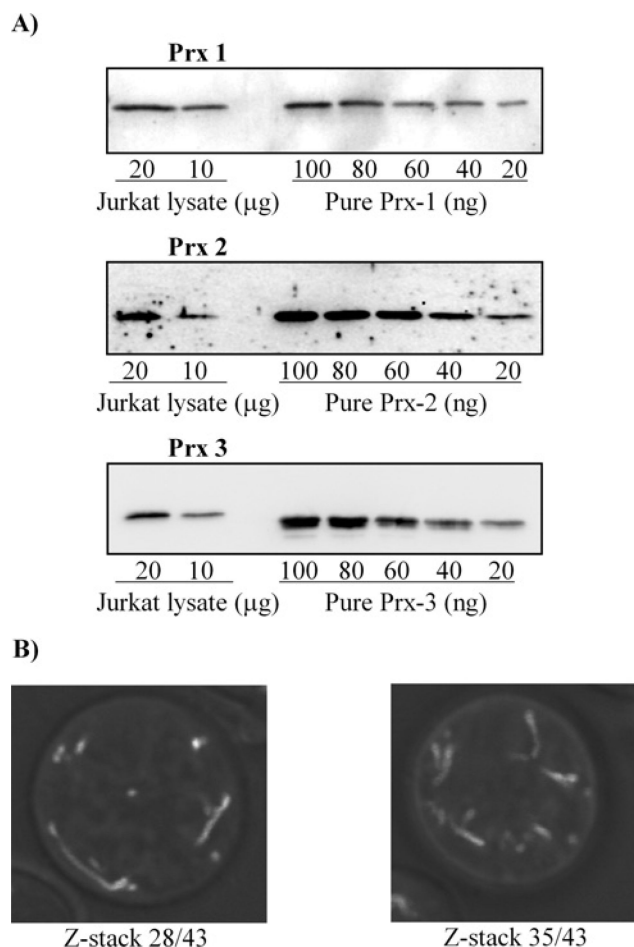 A)
Prx 1
20 10 100 80 60 40 20
Jurkat lysate (µg) Pure Prx-1 (ng)
Prx 2
20 10 100 80 60 40 20
Jurkat lysate (µg) Pure Prx-2 (ng)
Prx 3
20 10 100 80 60 40 20
Jurkat lysate (µg) Pure Prx-3 (ng)
B)
Z-stack 28/43 Z-stack 35/43